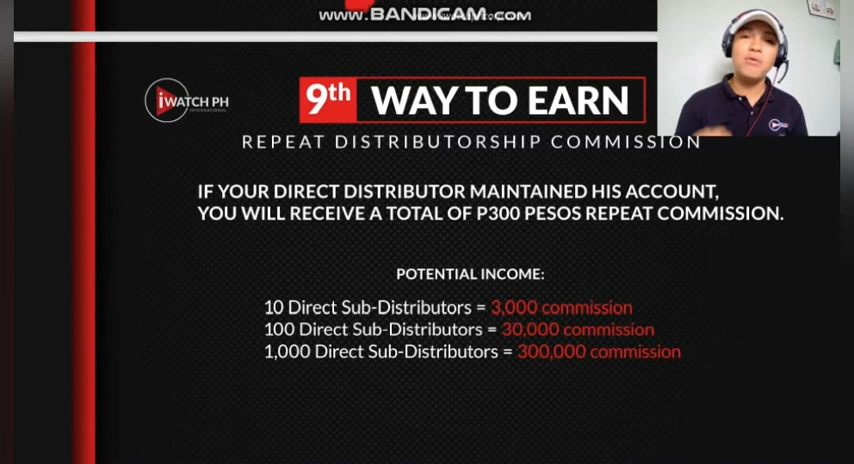 WWW.BANDICAM.COM
iWATCH PH
INTERNATIONAL
9th WAY TO EARN
REPEAT DISTRIBUTORSHIP COMMISSION
IF YOUR DIRECT DISTRIBUTOR MAINTAINED HIS ACCOUNT,
YOU WILL RECEIVE A TOTAL OF P300 PESOS REPEAT COMMISSION.
POTENTIAL INCOME:
10 Direct Sub-Distributors = 3,000 commission
100 Direct Sub-Distributors = 30,000 commission
1,000 Direct Sub-Distributors = 300,000 commission